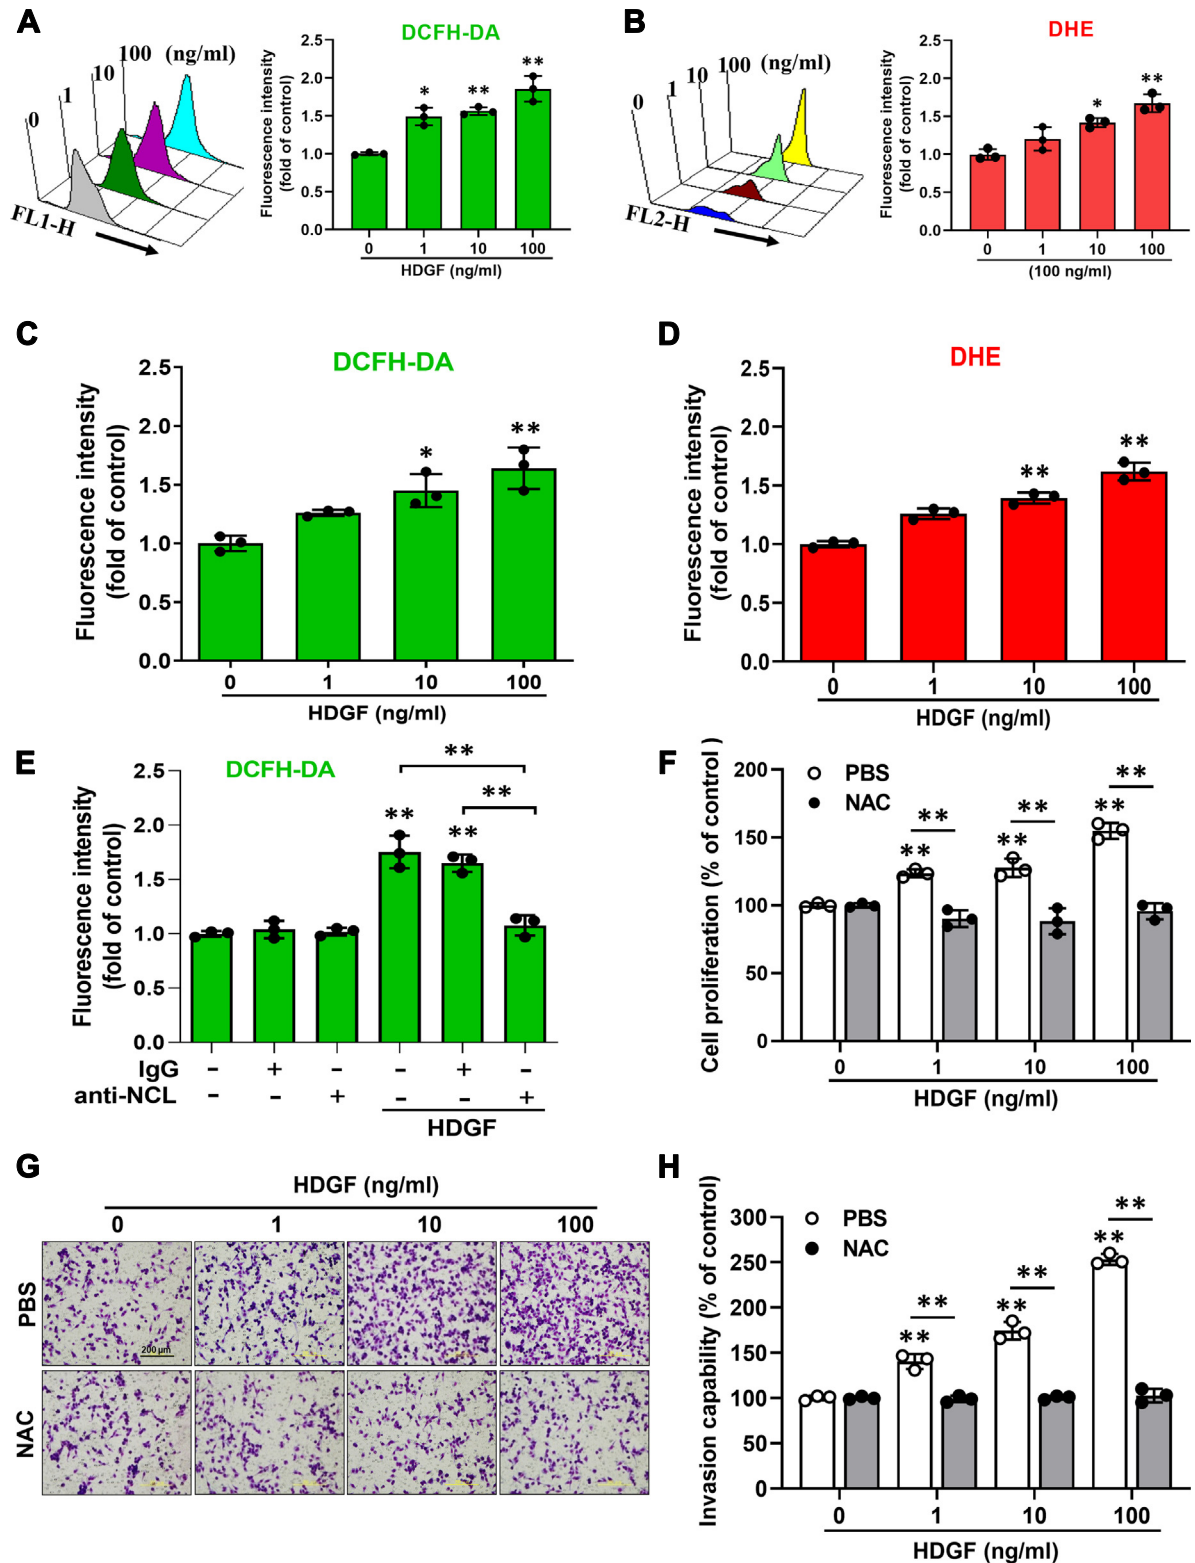 A
0 1 10 100 (ng/ml)
FL1-H
DCFH-DA
Fluorescence intensity
(fold of control)
2.5
2.0
1.5
1.0
0.5
0.0
* ** **
0 1 10 100
HDGF (ng/ml)
B
0 1 10 100 (ng/ml)
FL2-H
DHE
Fluorescence intensity
(fold of control)
2.5
2.0
1.5
1.0
0.5
0.0
* **
0 1 10 100
(100 ng/ml)
C
DCFH-DA
Fluorescence intensity
(fold of control)
2.5
2.0
1.5
1.0
0.5
0.0
* **
0 1 10 100
HDGF (ng/ml)
D
DHE
Fluorescence intensity
(fold of control)
2.5
2.0
1.5
1.0
0.5
0.0
** **
0 1 10 100
HDGF (ng/ml)
E
DCFH-DA
Fluorescence intensity
(fold of control)
2.5
2.0
1.5
1.0
0.5
0.0
**
**
** **
IgG - + - - + -
anti-NCL - - + - - +
HDGF
F
PBS
NAC
Cell proliferation (% of control )
200
150
100
50
0
** ** **
** ** **
0 1 10 100
HDGF (ng/ml)
G
HDGF (ng/ml)
0 1 10 100
PBS
200 μm
NAC
H
PBS
NAC
Invasion capability (% of control)
300
250
200
150
100
50
0
** ** **
** ** **
0 1 10 100
HDGF (ng/ml)